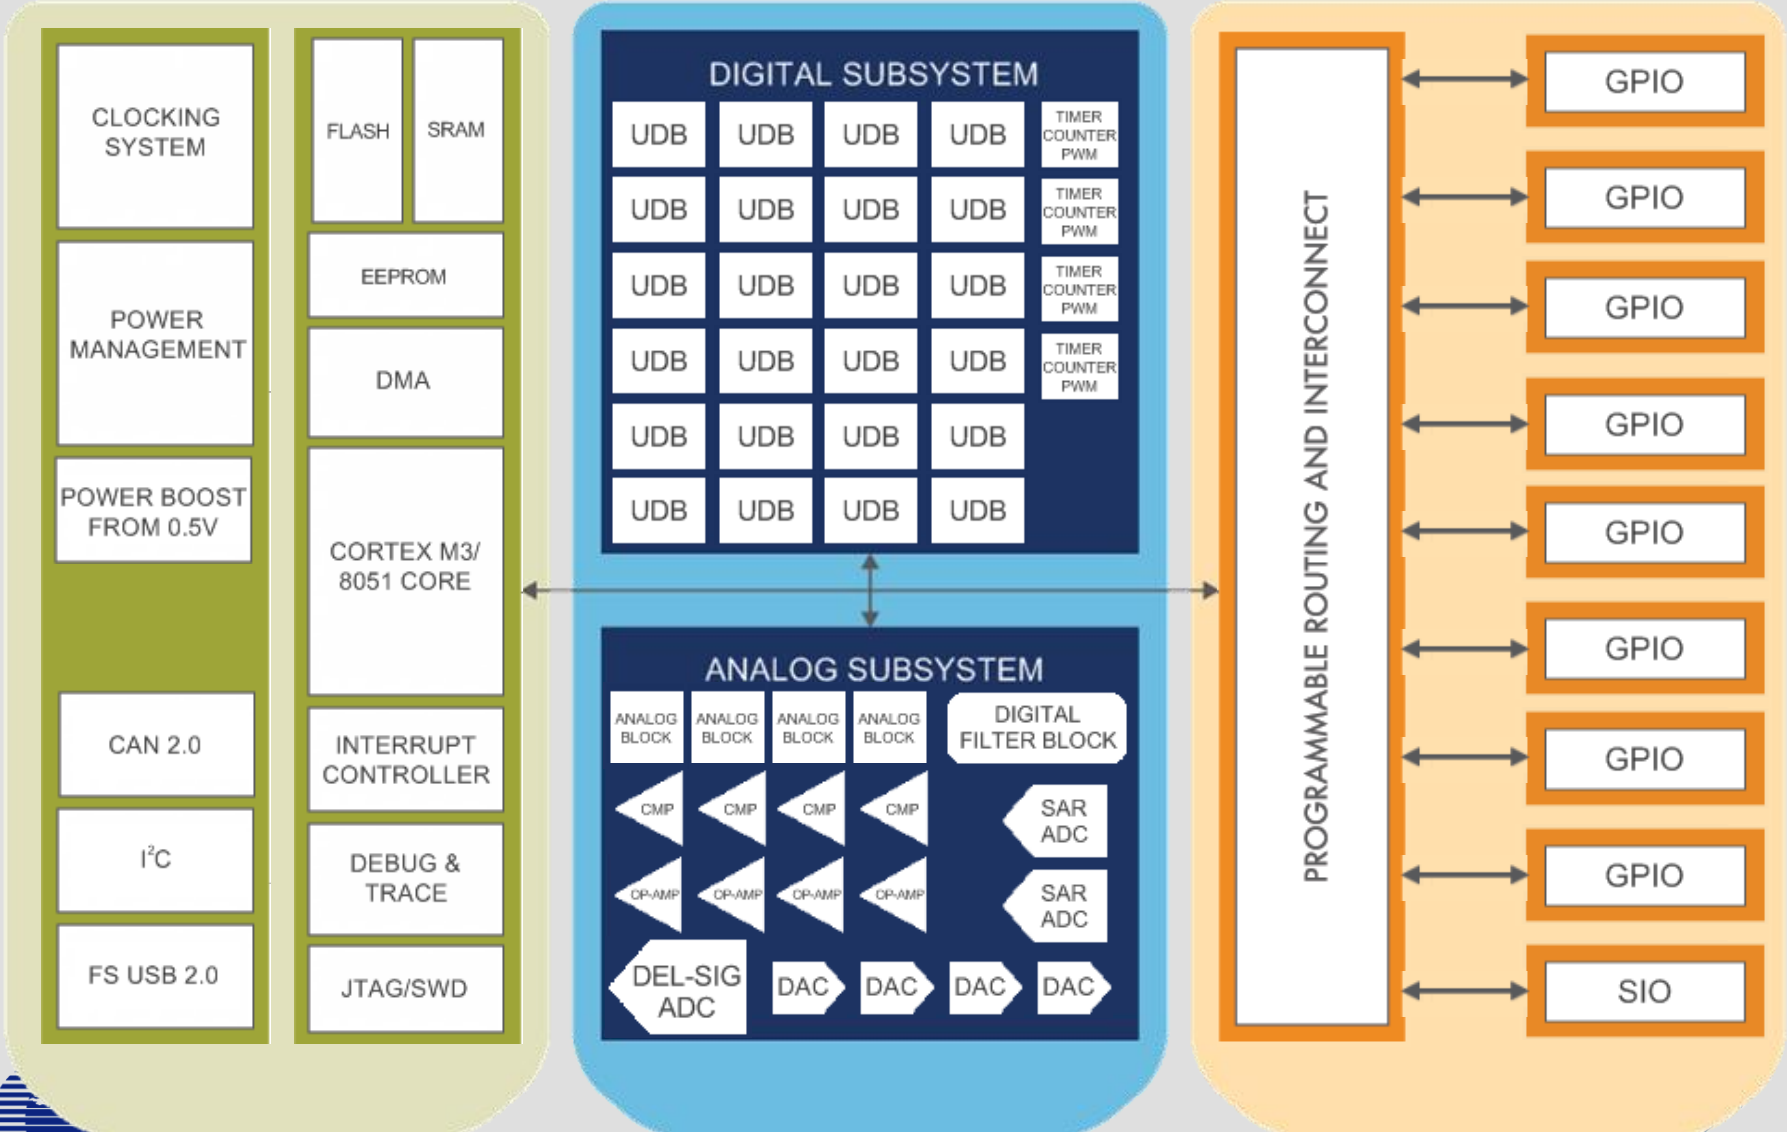 CLOCKING
SYSTEM
POWER
MANAGEMENT
POWER BOOST
FROM 0.5V
CAN 2.0
I²C
FS USB 2.0
FLASH
SRAM
EEPROM
DMA
CORTEX M3/
8051 CORE
INTERRUPT
CONTROLLER
DEBUG &
TRACE
JTAG/SWD
DIGITAL SUBSYSTEM
UDB UDB UDB UDB
TIMER
COUNTER
PWM
UDB UDB UDB UDB
TIMER
COUNTER
PWM
UDB UDB UDB UDB
TIMER
COUNTER
PWM
UDB UDB UDB UDB
TIMER
COUNTER
PWM
UDB UDB UDB UDB
UDB UDB UDB UDB
ANALOG SUBSYSTEM
ANALOG
BLOCK
ANALOG
BLOCK
ANALOG
BLOCK
ANALOG
BLOCK
DIGITAL
FILTER BLOCK
CMP CMP CMP CMP
SAR
ADC
OP-AMP OP-AMP OP-AMP OP-AMP
SAR
ADC
DEL-SIG
ADC
DAC DAC DAC DAC
PROGRAMMABLE ROUTING AND INTERCONNECT
GPIO
GPIO
GPIO
GPIO
GPIO
GPIO
GPIO
GPIO
SIO